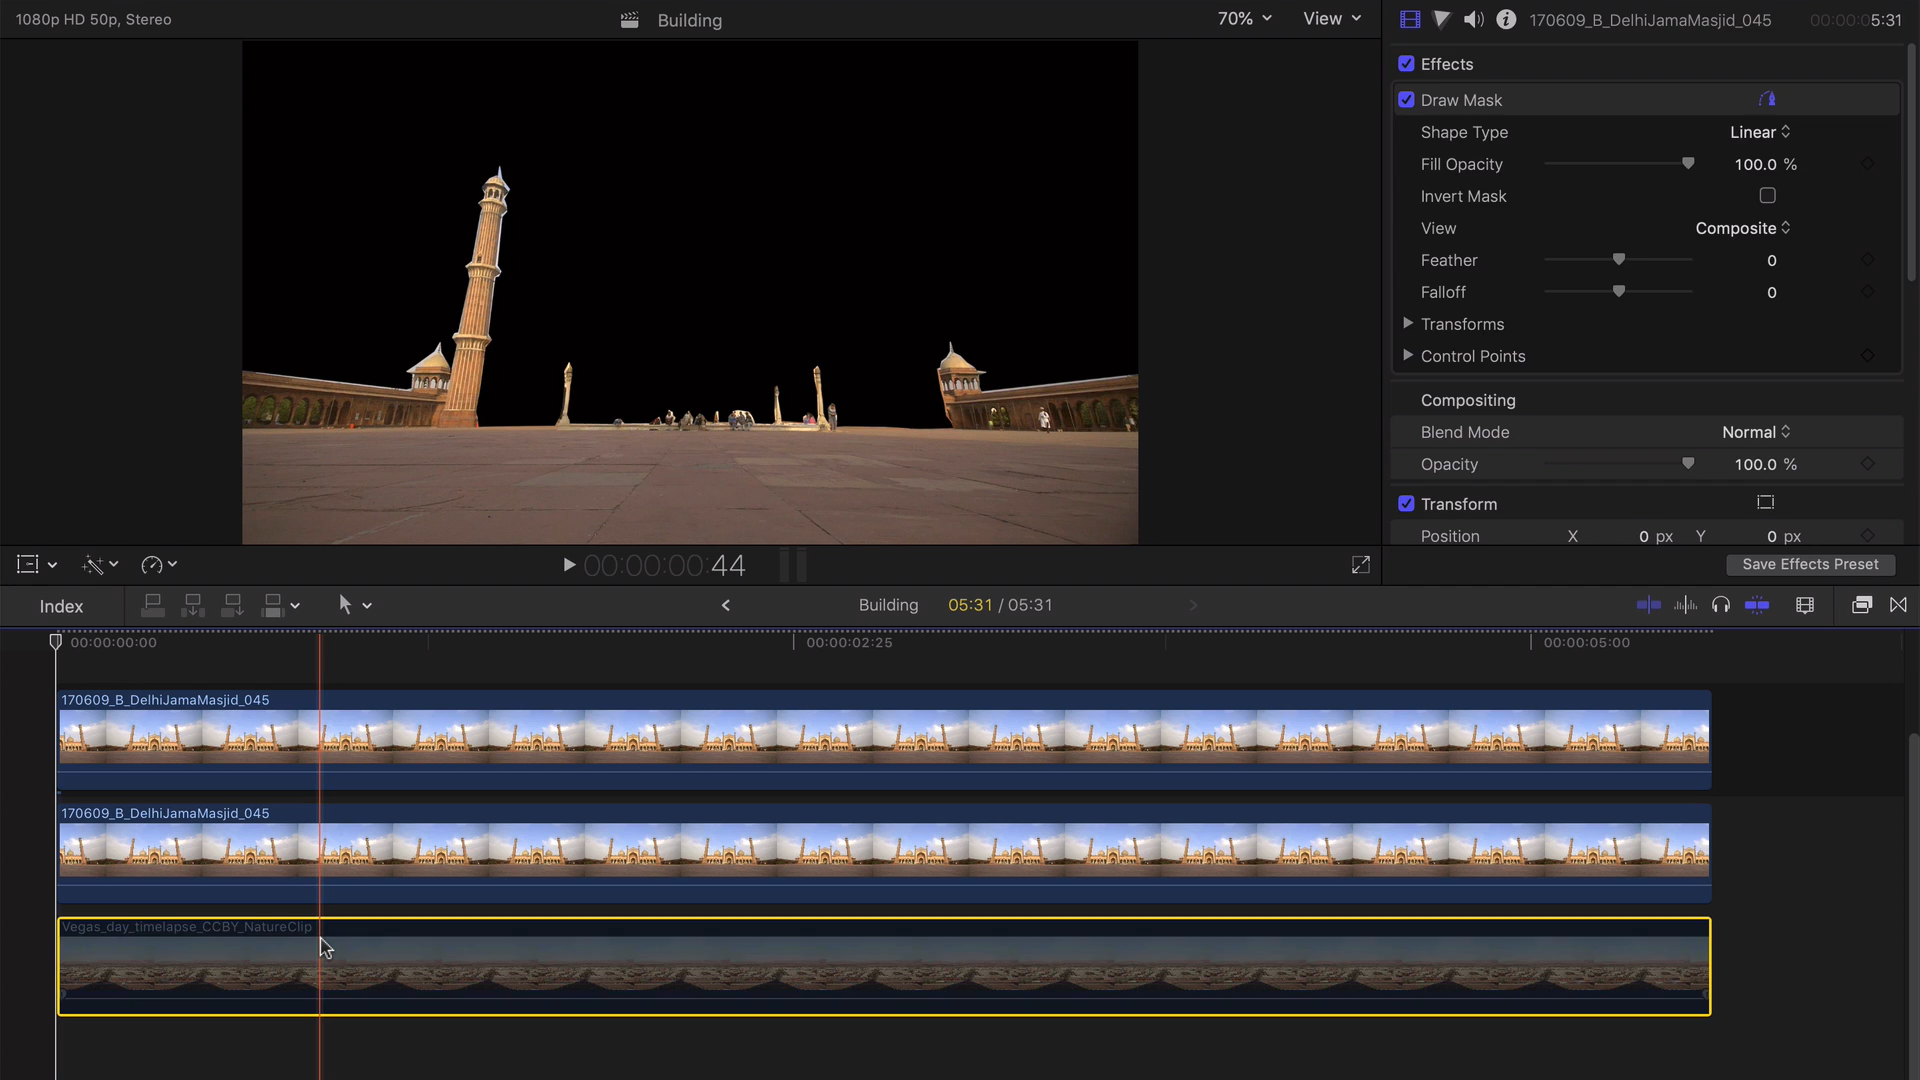 1080p HD 50p, Stereo
Building
70%
View
170609_B_DelhiJamaMasjid_045
00:00:05:31
Effects
Draw Mask
Shape Type
Linear
Fill Opacity
100.0 %
Invert Mask
View
Composite
Feather
0
Falloff
0
Transforms
Control Points
Compositing
Blend Mode
Normal
Opacity
100.0 %
Transform
Position
X
0 px
Y
0 px
00:00:00:44
Save Effects Preset
Index
Building
05:31 / 05:31
00:00:00:00
00:00:02:25
00:00:05:00
170609_B_DelhiJamaMasjid_045
170609_B_DelhiJamaMasjid_045
Vegas_day_timelapse_CCBY_NatureClip